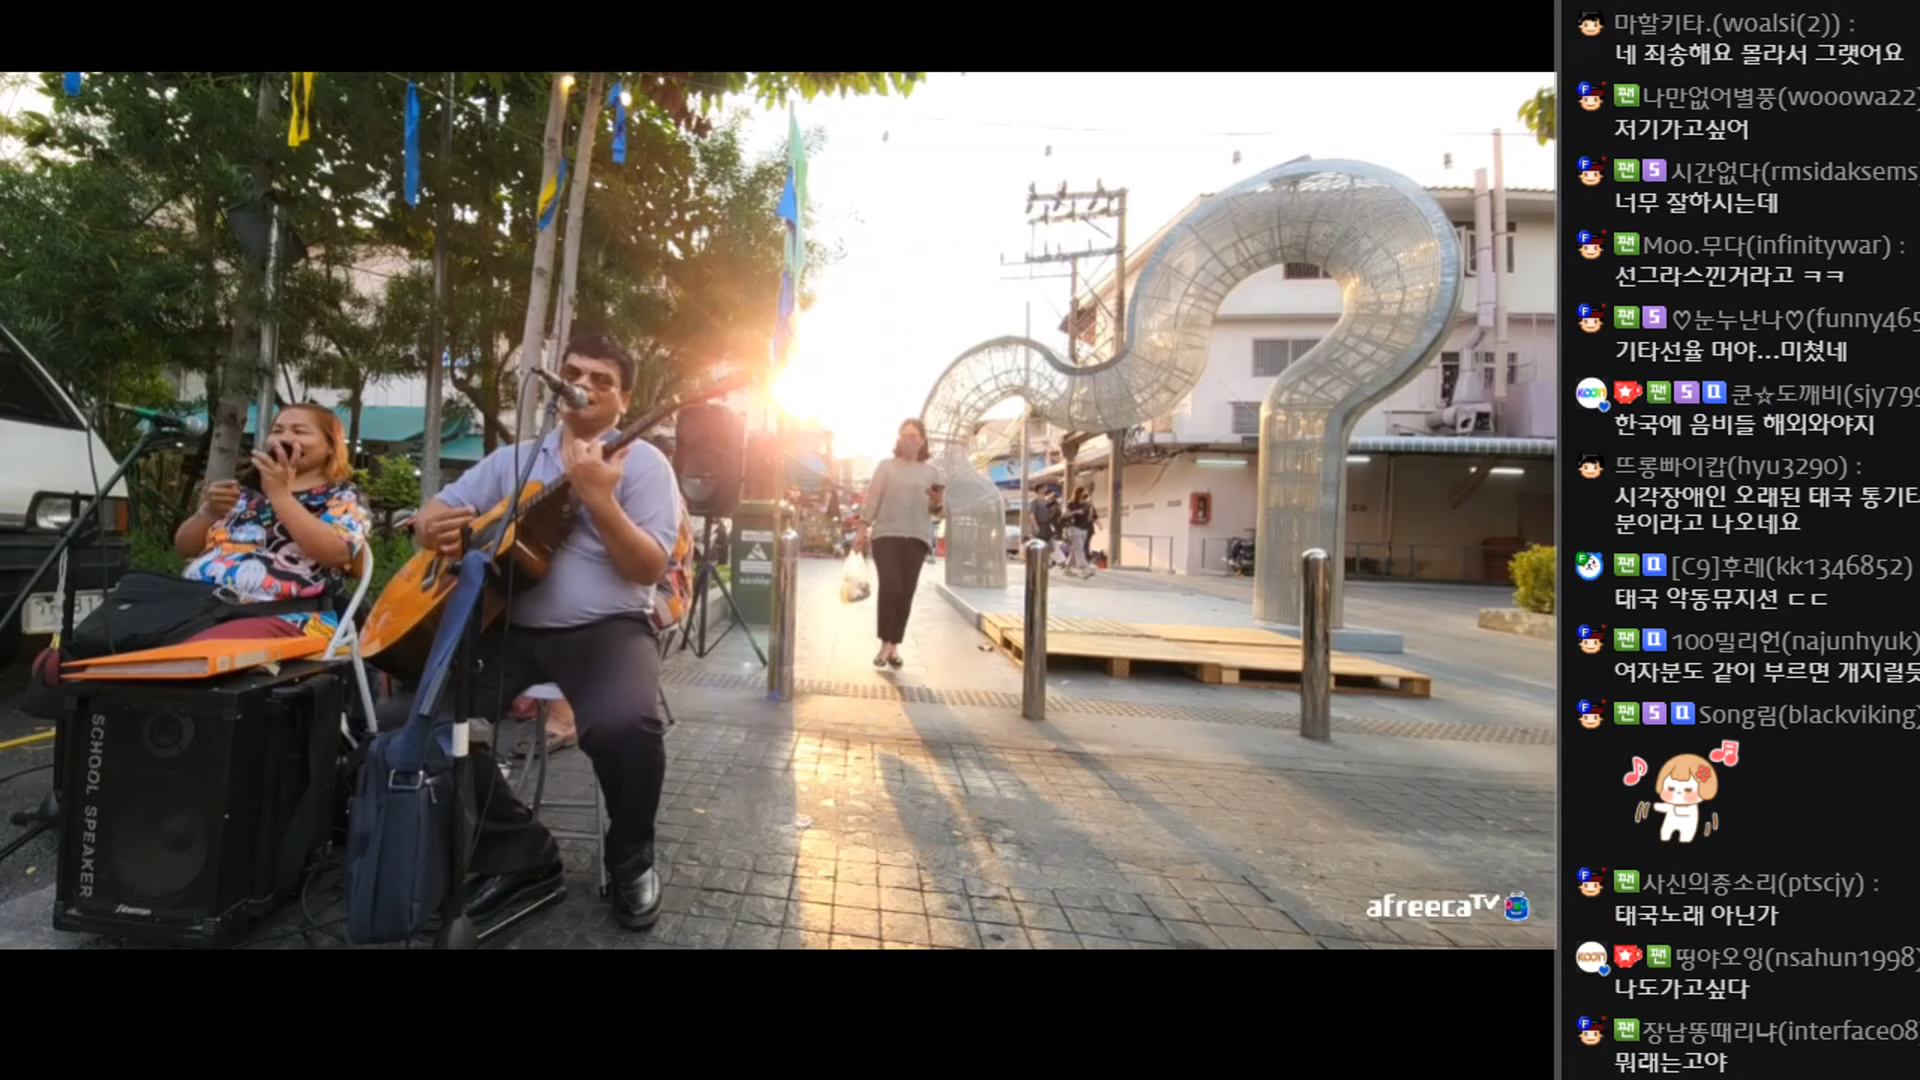 마할키타.(woalsi(2)) :
네 죄송해요 몰라서 그랫어요
팬 나만없어별풍(wooowa22)
저기가고싶어
팬 S 시간없다(rmsidaksems)
너무 잘하시는데
팬 Moo.무다(infinitywar) :
선그라스낀거라고 ㅋㅋ
팬 S ♡눈누난나♡(funny465
기타선율 머야...미쳤네
팬 S Q 쿤☆도깨비(sjy799
한국에 음비들 해외와야지
뜨롱빠이캅(hyu3290) :
시각장애인 오래된 태국 통기타
분이라고 나오네요
팬 Q [C9]후레(kk1346852)
태국 악동뮤지션 ㄷㄷ
팬 Q 100밀리언(najunhyuk)
여자분도 같이 부르면 개지릴듯
팬 S Q Song림(blackviking)
팬 사신의종소리(ptscjy) :
태국노래 아닌가
팬 띵야오잉(nsahun1998)
나도가고싶다
팬 장남똥때리냐(interface08)
뭐래는고야
SCHOOL SPEAKER
afreecaTV